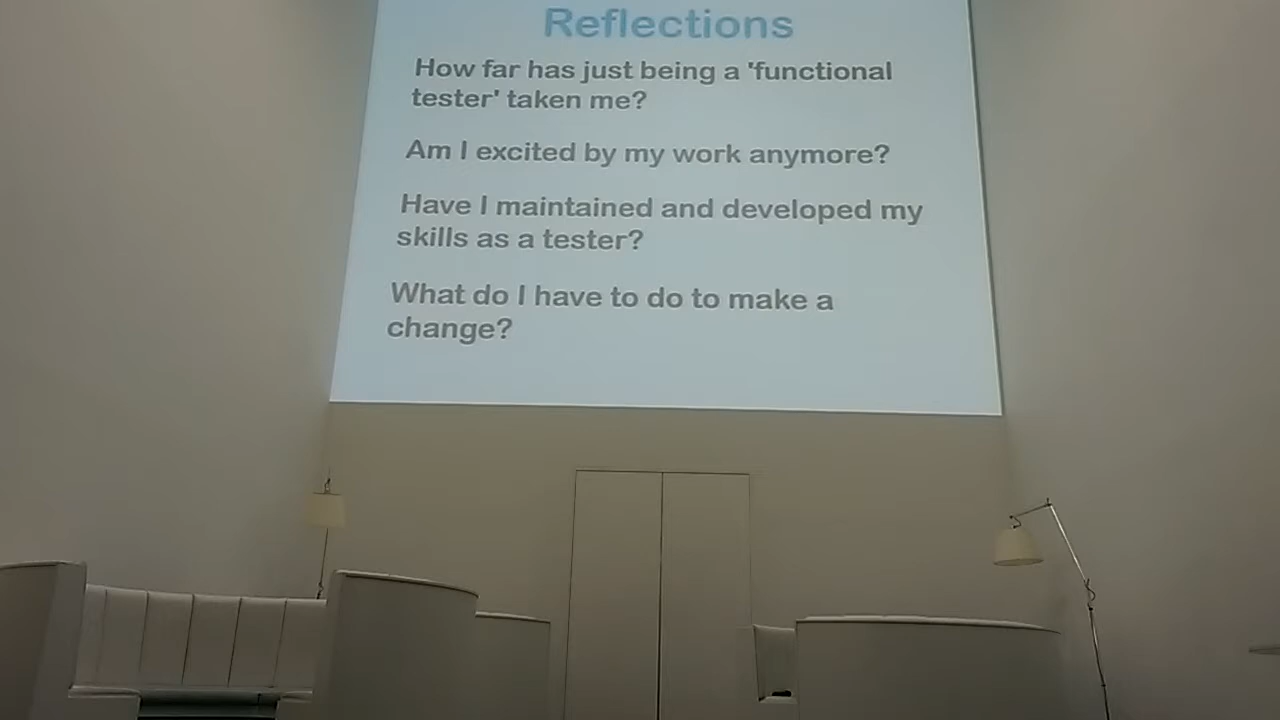 Reflections
How far has just being a 'functional
tester' taken me?
Am I excited by my work anymore?
Have I maintained and developed my
skills as a tester?
What do I have to do to make a
change?